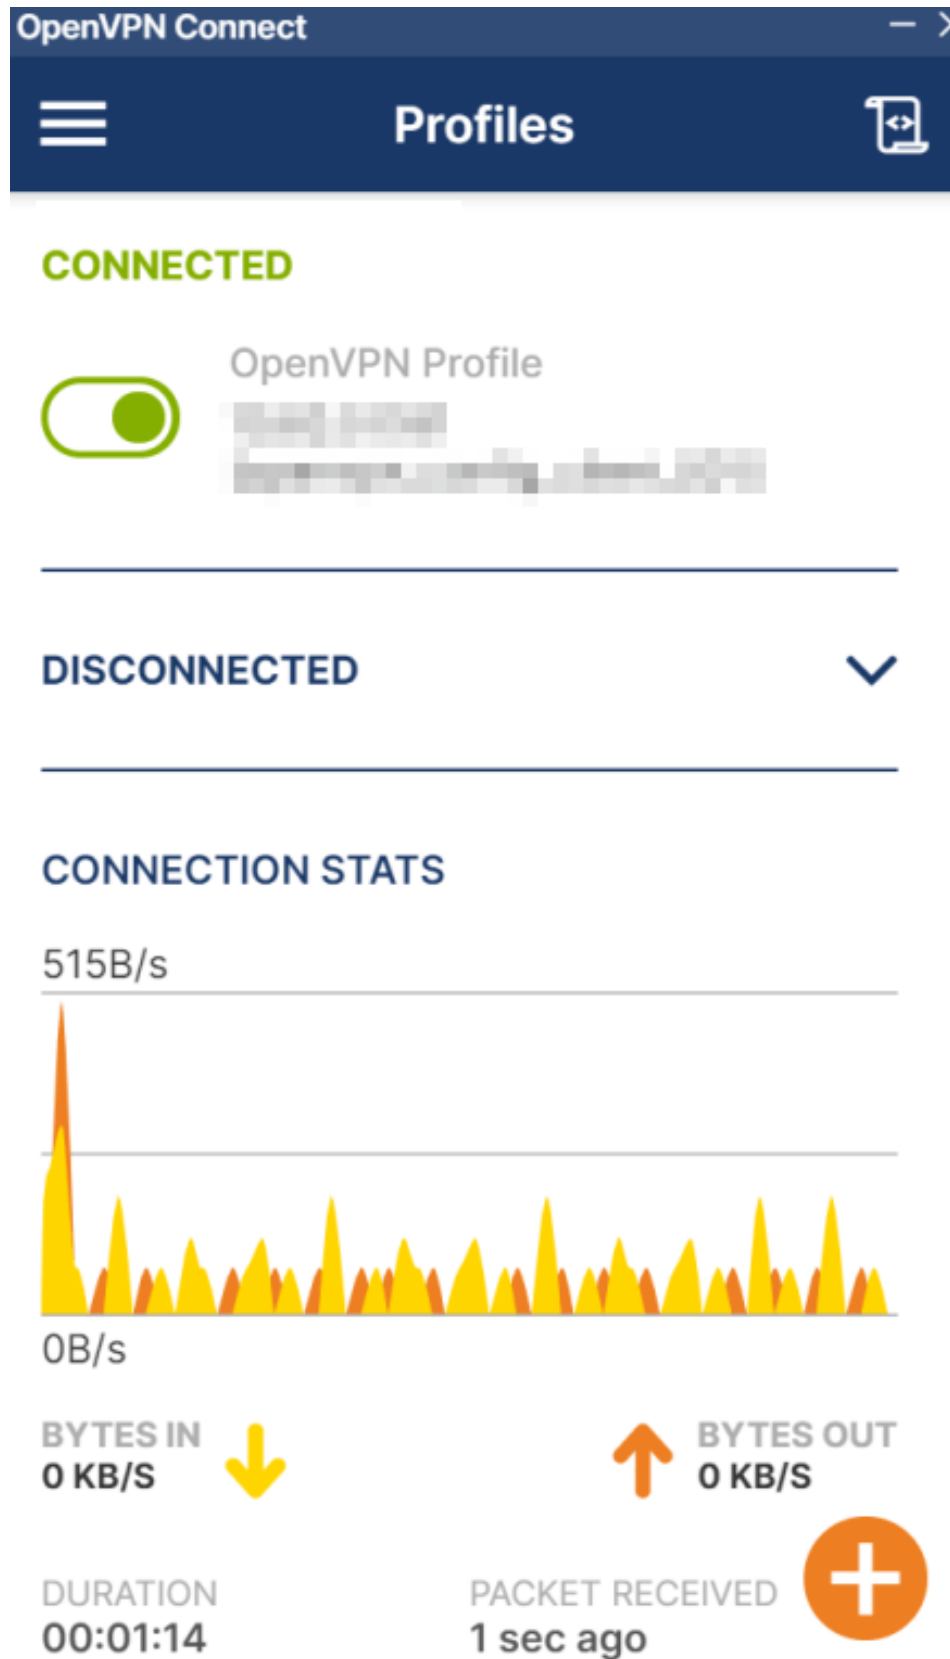 OpenVPN Connect
Profiles
CONNECTED
OpenVPN Profile
DISCONNECTED
CONNECTION STATS
515B/s
0B/s
BYTES IN
0 KB/S
BYTES OUT
0 KB/S
DURATION
00:01:14
PACKET RECEIVED
1 sec ago